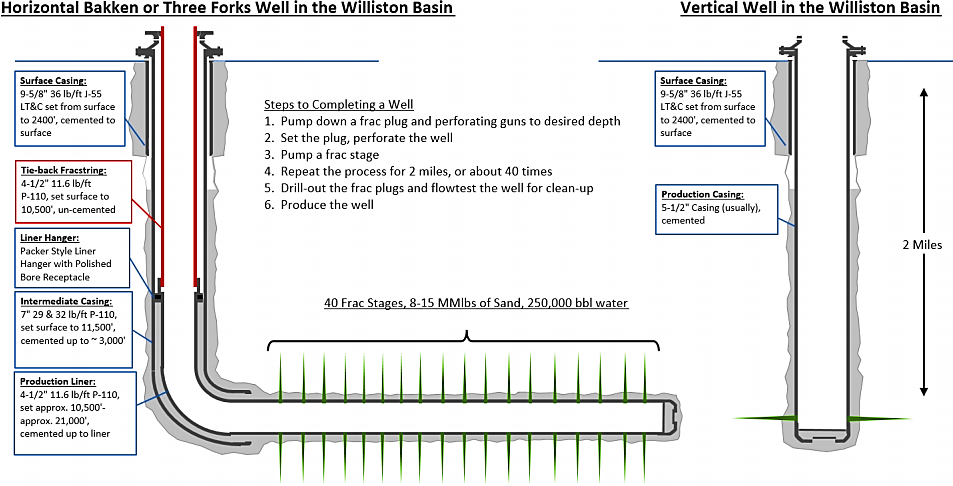 Horizontal Bakken or Three Forks Well in the Williston Basin
Vertical Well in the Williston Basin
Surface Casing:
9-5/8" 36 lb/ft J-55
LT&C set from surface
to 2400', cemented to
surface
Tie-back Fracstring:
4-1/2" 11.6 lb/ft
P-110, set surface to
10,500', un-cemented
Liner Hanger:
Packer Style Liner
Hanger with Polished
Bore Receptacle
Intermediate Casing:
7" 29 & 32 lb/ft P-110,
set surface to 11,500',
cemented up to ~ 3,000'
Production Liner:
4-1/2" 11.6 lb/ft P-110,
set approx. 10,500'-
approx. 21,000',
cemented up to liner
Steps to Completing a Well
1. Pump down a frac plug and perforating guns to desired depth
2. Set the plug, perforate the well
3. Pump a frac stage
4. Repeat the process for 2 miles, or about 40 times
5. Drill-out the frac plugs and flowtest the well for clean-up
6. Produce the well
40 Frac Stages, 8-15 MMlbs of Sand, 250,000 bbl water
Surface Casing:
9-5/8" 36 lb/ft J-55
LT&C set from surface
to 2400', cemented to
surface
Production Casing:
5-1/2" Casing (usually),
cemented
2 Miles